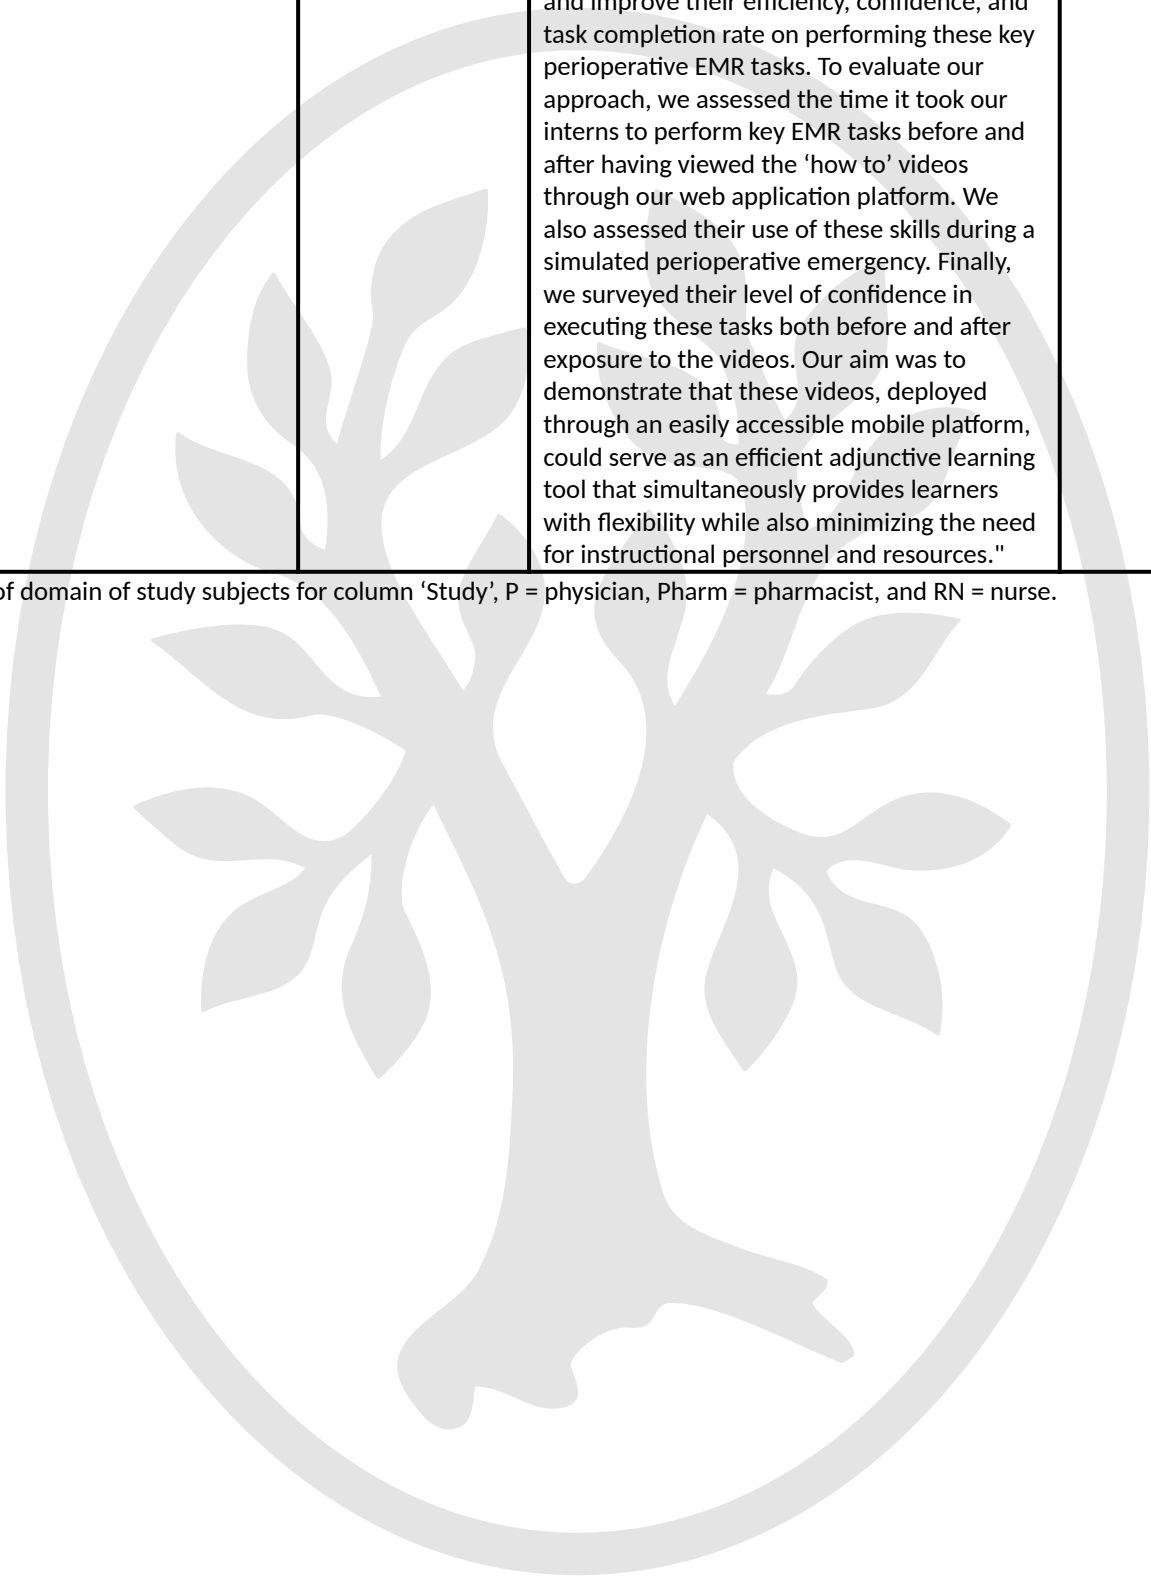 and improve their efficiency, confidence, and
task completion rate on performing these key
perioperative EMR tasks. To evaluate our
approach, we assessed the time it took our
interns to perform key EMR tasks before and
after having viewed the ‘how to’ videos
through our web application platform. We
also assessed their use of these skills during a
simulated perioperative emergency. Finally,
we surveyed their level of confidence in
executing these tasks both before and after
exposure to the videos. Our aim was to
demonstrate that these videos, deployed
through an easily accessible mobile platform,
could serve as an efficient adjunctive learning
tool that simultaneously provides learners
with flexibility while also minimizing the need
for instructional personnel and resources."
of domain of study subjects for column ‘Study’, P = physician, Pharm = pharmacist, and RN = nurse.